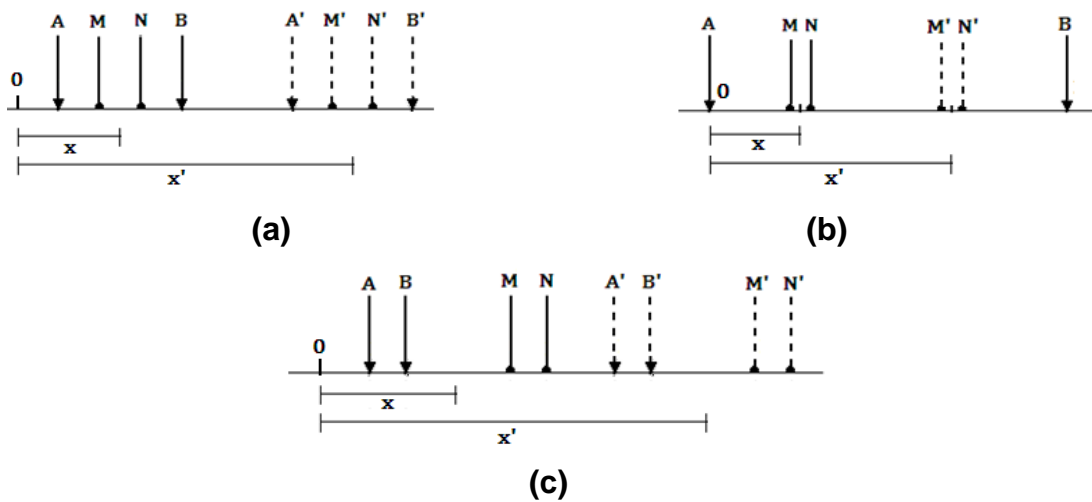 A M N B A' M' N' B'
0
x
x'
(a)
A M N M' N' B
0
x
x'
(b)
A B M N A' B' M' N'
0
x
x'
(c)